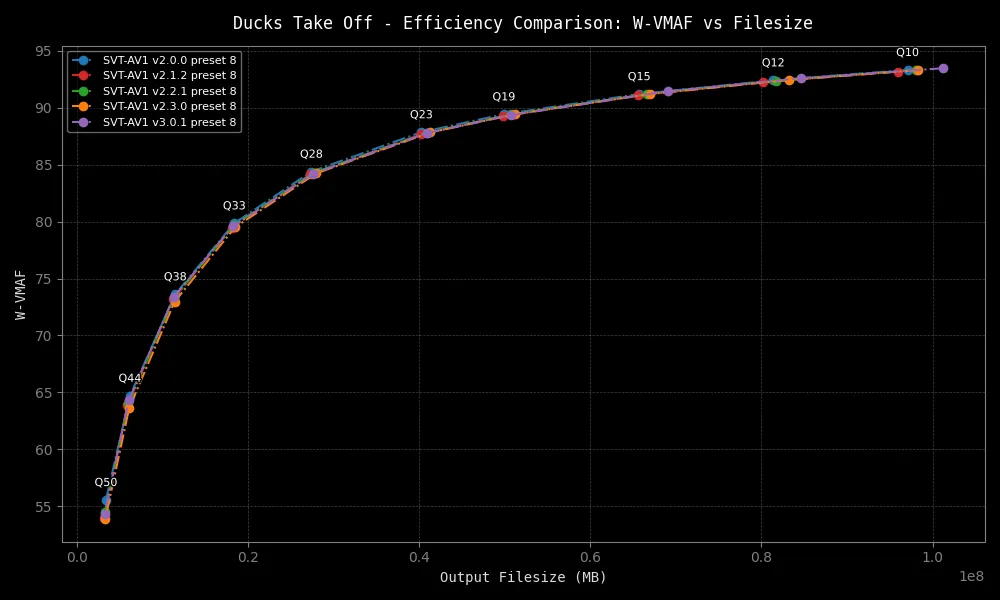 Ducks Take Off - Efficiency Comparison: W-VMAF vs Filesize
SVT-AV1 v2.0.0 preset 8
SVT-AV1 v2.1.2 preset 8
SVT-AV1 v2.2.1 preset 8
SVT-AV1 v2.3.0 preset 8
SVT-AV1 v3.0.1 preset 8
Q10
Q12
Q15
Q19
Q23
Q28
Q33
Q38
Q44
Q50
95
90
85
80
75
70
65
60
55
W-VMAF
0.0 0.2 0.4 0.6 0.8 1.0
1e8
Output Filesize (MB)